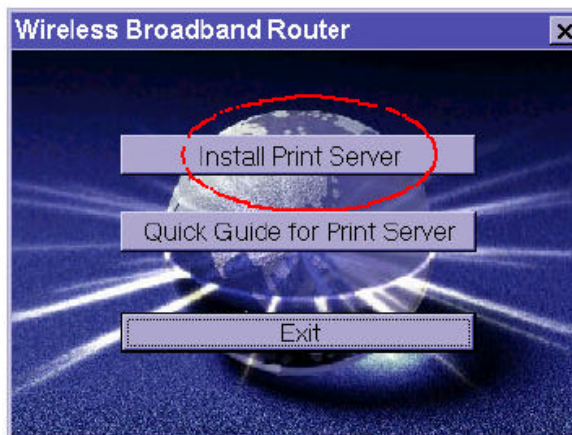 Wireless Broadband Router
Install Print Server
Quick Guide for Print Server
Exit